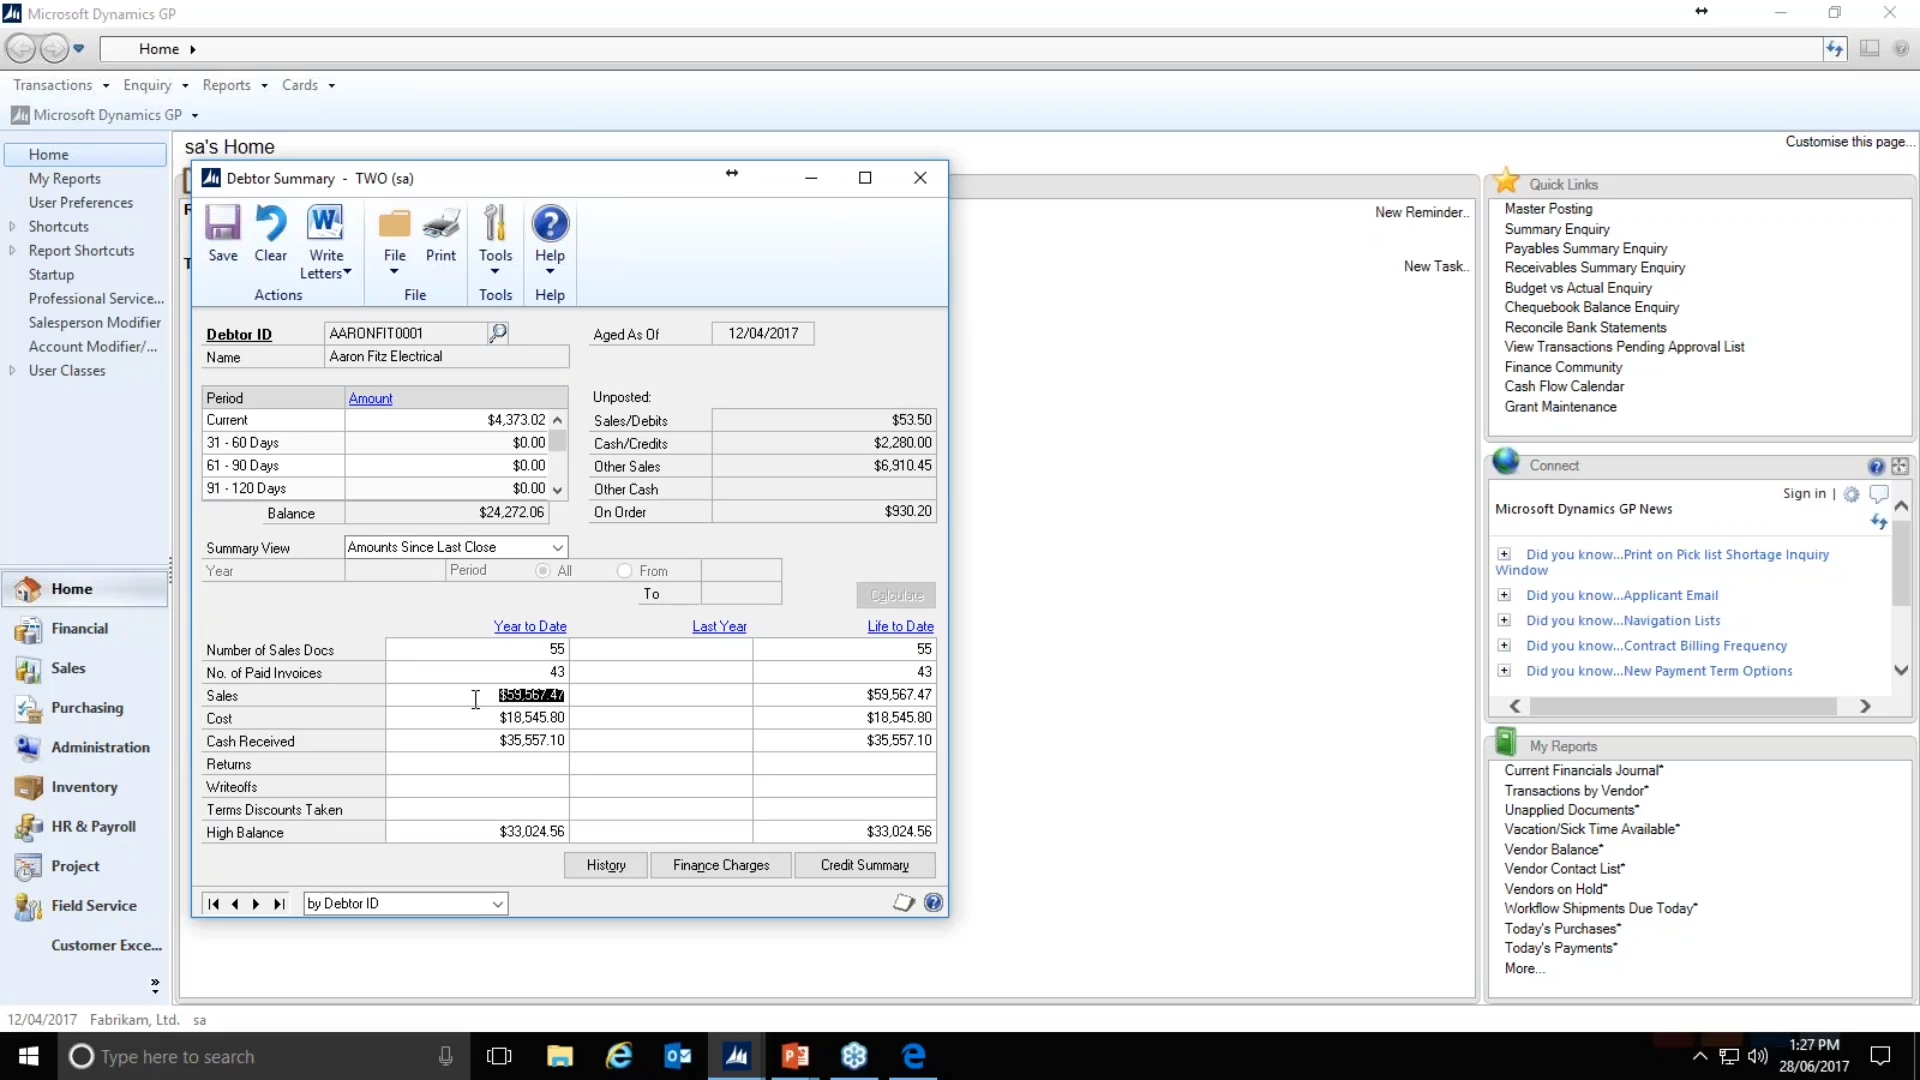 Microsoft Dynamics GP
Home
Transactions Enquiry Reports Cards
Microsoft Dynamics GP
Home
My Reports
User Preferences
Shortcuts
Report Shortcuts
Startup
Professional Service...
Salesperson Modifier
Account Modifier/...
User Classes
Home
Financial
Sales
Purchasing
Administration
Inventory
HR & Payroll
Project
Field Service
Customer Exce...
sa's Home
Customise this page...
New Reminder..
New Task..
Debtor Summary - TWO (sa)
Save Clear Write Letters File Print Tools Help
Actions File Tools Help
Debtor ID AARONFIT0001 Aged As Of 12/04/2017
Name Aaron Fitz Electrical
Period Amount
Current $4,373.02
31 - 60 Days $0.00
61 - 90 Days $0.00
91 - 120 Days $0.00
Balance $24,272.06
Unposted:
Sales/Debits $53.50
Cash/Credits $2,280.00
Other Sales $6,910.45
Other Cash
On Order $930.20
Summary View Amounts Since Last Close
Year Period All From
To Calculate
Year to Date Last Year Life to Date
Number of Sales Docs 55 55
No. of Paid Invoices 43 43
Sales $59,567.47 $59,567.47
Cost $18,545.80 $18,545.80
Cash Received $35,557.10 $35,557.10
Returns
Writeoffs
Terms Discounts Taken
High Balance $33,024.56 $33,024.56
History Finance Charges Credit Summary
by Debtor ID
Quick Links
Master Posting
Summary Enquiry
Payables Summary Enquiry
Receivables Summary Enquiry
Budget vs Actual Enquiry
Chequebook Balance Enquiry
Reconcile Bank Statements
View Transactions Pending Approval List
Finance Community
Cash Flow Calendar
Grant Maintenance
Connect
Sign in |
Microsoft Dynamics GP News
Did you know...Print on Pick list Shortage Inquiry
Window
Did you know...Applicant Email
Did you know...Navigation Lists
Did you know...Contract Billing Frequency
Did you know...New Payment Term Options
My Reports
Current Financials Journal*
Transactions by Vendor*
Unapplied Documents*
Vacation/Sick Time Available*
Vendor Balance*
Vendor Contact List*
Vendors on Hold*
Workflow Shipments Due Today*
Today's Purchases*
Today's Payments*
More...
12/04/2017 Fabrikam, Ltd. sa
Type here to search
1:27 PM
28/06/2017